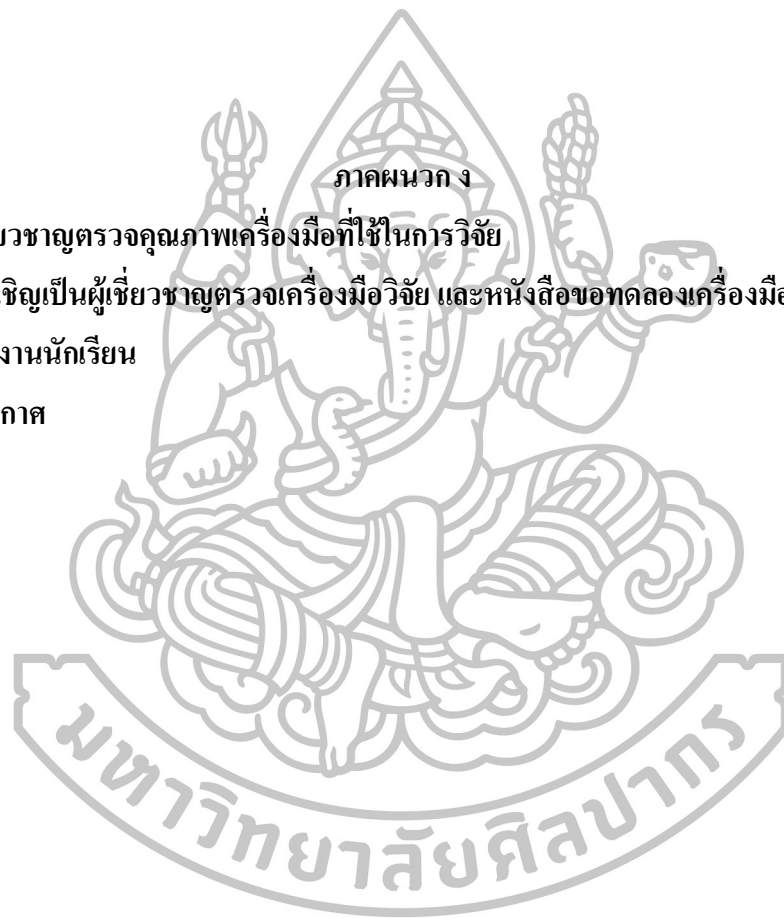 ภาคผนวก ง
ยวชาญตรวจคุณภาพเครื่องมือที่ใช้ในการวิจัย
เชิญเป็นผู้เชี่ยวชาญตรวจเครื่องมือวิจัย และหนังสือขอทดลองเครื่องมือ
งานนักเรียน
กาศ
มหาวิทยาลัยศิลปากร